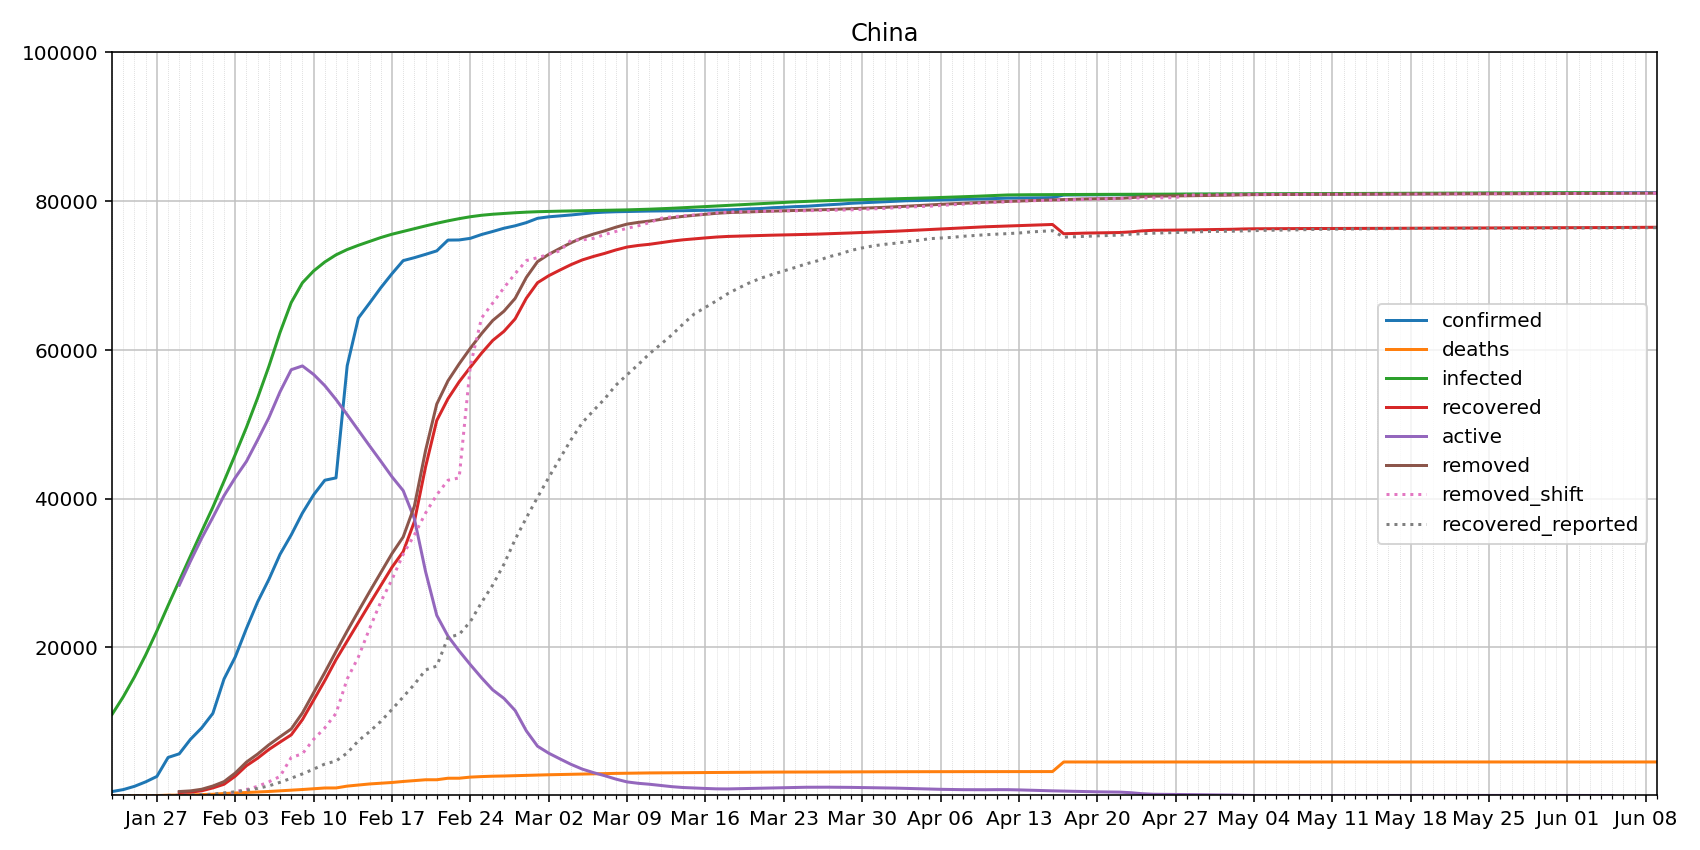 China
100000
80000
60000
40000
20000
confirmed
deaths
infected
recovered
active
removed
removed_shift
recovered_reported
Jan 27 Feb 03 Feb 10 Feb 17 Feb 24 Mar 02 Mar 09 Mar 16 Mar 23 Mar 30 Apr 06 Apr 13 Apr 20 Apr 27 May 04 May 11 May 18 May 25 Jun 01 Jun 08